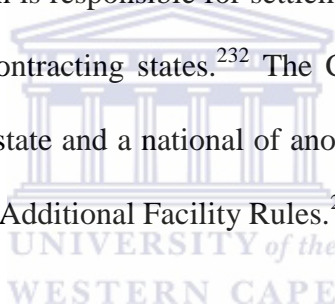 is responsible for settlem
ontracting states.232 The C
state and a national of ano
Additional Facility Rules.2
UNIVERSITY of the
WESTERN CAPE